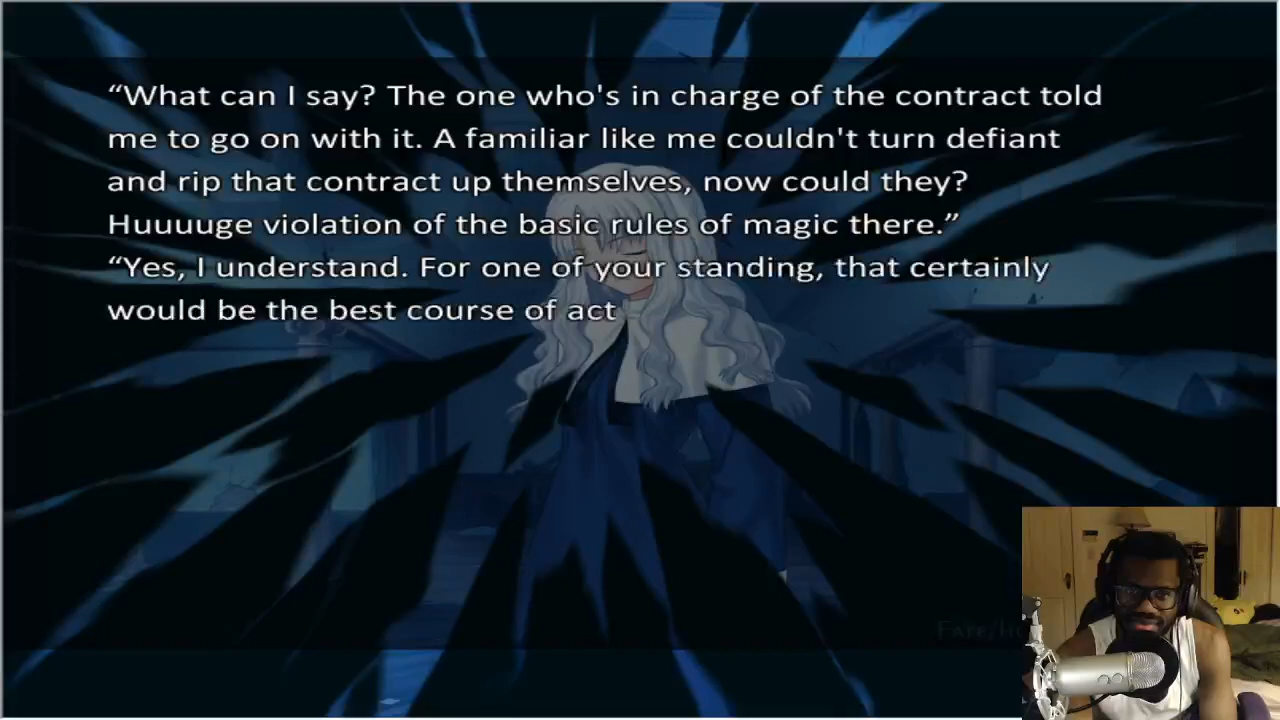 “What can I say? The one who's in charge of the contract told
me to go on with it. A familiar like me couldn't turn defiant
and rip that contract up themselves, now could they?
Huuuuge violation of the basic rules of magic there.”
“Yes, I understand. For one of your standing, that certainly
would be the best course of act